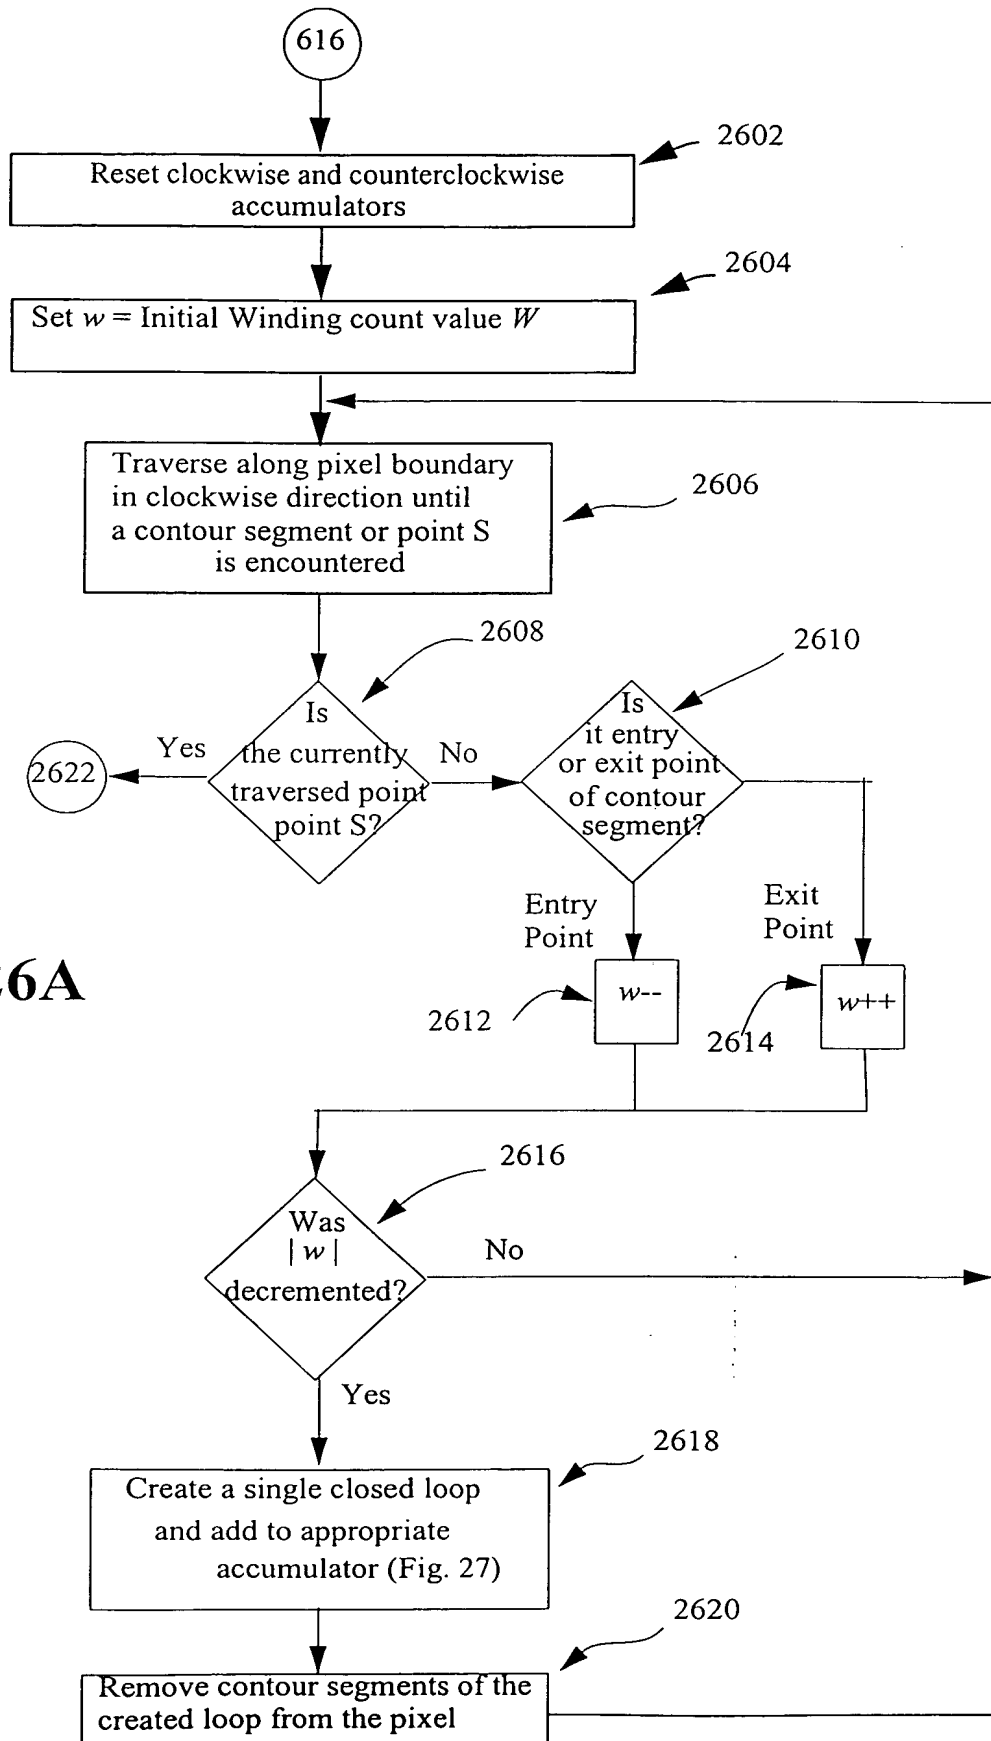 616
2602
Reset clockwise and counterclockwise
accumulators
2604
Set w = Initial Winding count value W
Traverse along pixel boundary
in clockwise direction until
a contour segment or point S
is encountered
2606
2608
2610
Is
the currently
traversed point
point S?
Yes
2622
No
Is
it entry
or exit point
of contour
segment?
Entry
Point
Exit
Point
6A
w--
w++
2612
2614
2616
Was
| w |
decremented?
No
Yes
2618
Create a single closed loop
and add to appropriate
accumulator (Fig. 27)
2620
Remove contour segments of the
created loop from the pixel